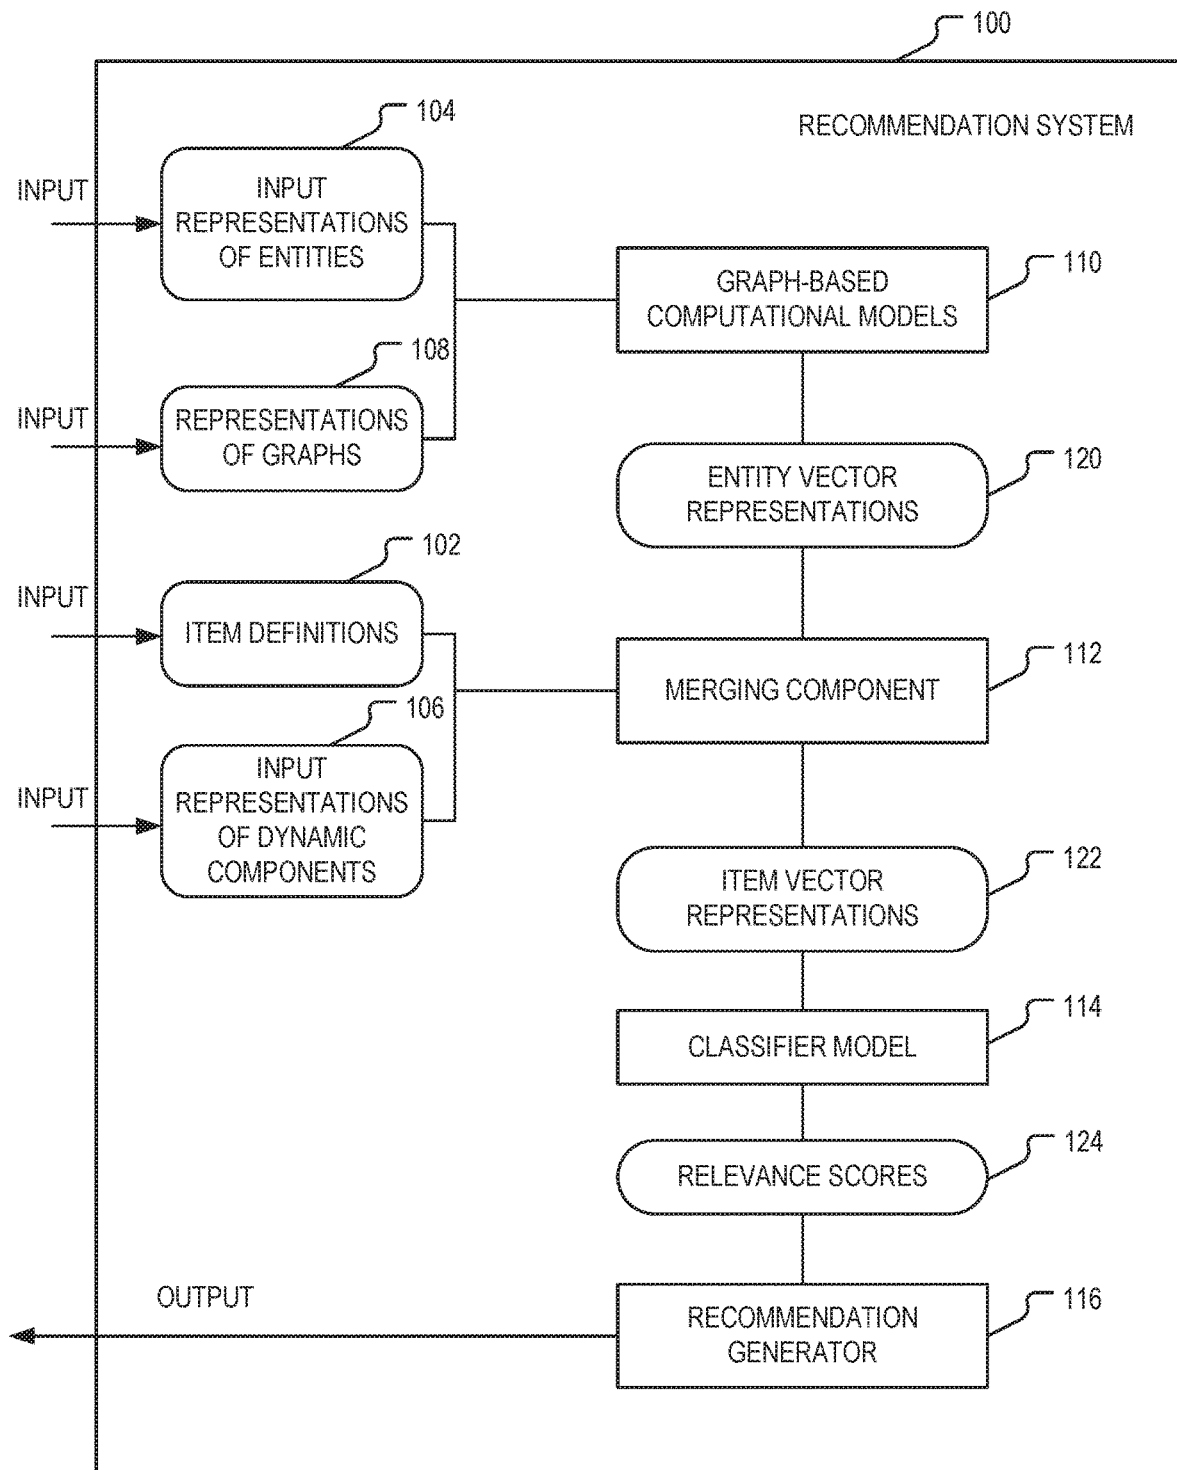 100
RECOMMENDATION SYSTEM
104
INPUT
INPUT
REPRESENTATIONS
OF ENTITIES
GRAPH-BASED
COMPUTATIONAL MODELS
110
108
INPUT
REPRESENTATIONS
OF GRAPHS
ENTITY VECTOR
REPRESENTATIONS
120
102
INPUT
ITEM DEFINITIONS
MERGING COMPONENT
112
106
INPUT
INPUT
REPRESENTATIONS
OF DYNAMIC
COMPONENTS
ITEM VECTOR
REPRESENTATIONS
122
CLASSIFIER MODEL
114
RELEVANCE SCORES
124
OUTPUT
RECOMMENDATION
GENERATOR
116